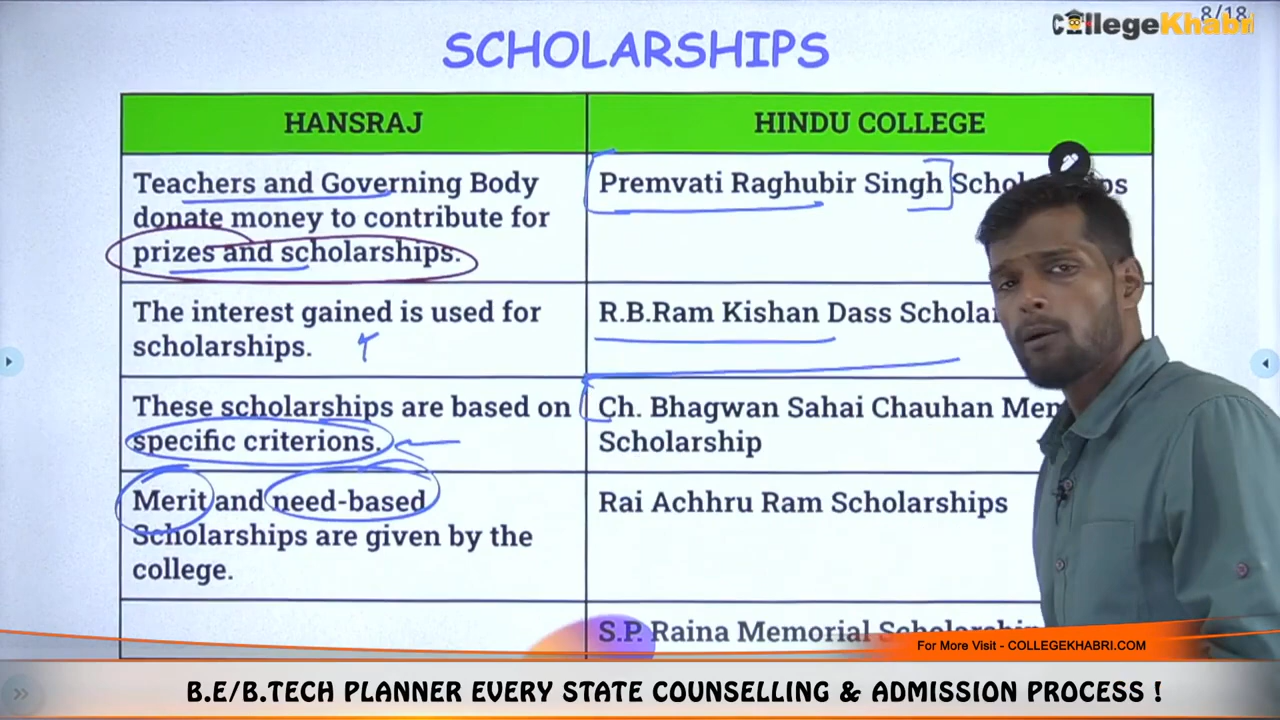 8/18
CollegeKhabri
SCHOLARSHIPS
HANSRAJ
HINDU COLLEGE
Teachers and Governing Body
donate money to contribute for
prizes and scholarships.
Premvati Raghubir Singh
The interest gained is used for
scholarships.
R.B.Ram Kishan Dass
These scholarships are based on
specific criterions.
Ch. Bhagwan Sahai Chauhan
Scholarship
Merit and need-based
Scholarships are given by the
college.
Rai Achhru Ram Scholarships
S.P. Raina Memorial
For More Visit - COLLEGEKHABRI.COM
B.E/B.TECH PLANNER EVERY STATE COUNSELLING & ADMISSION PROCESS !